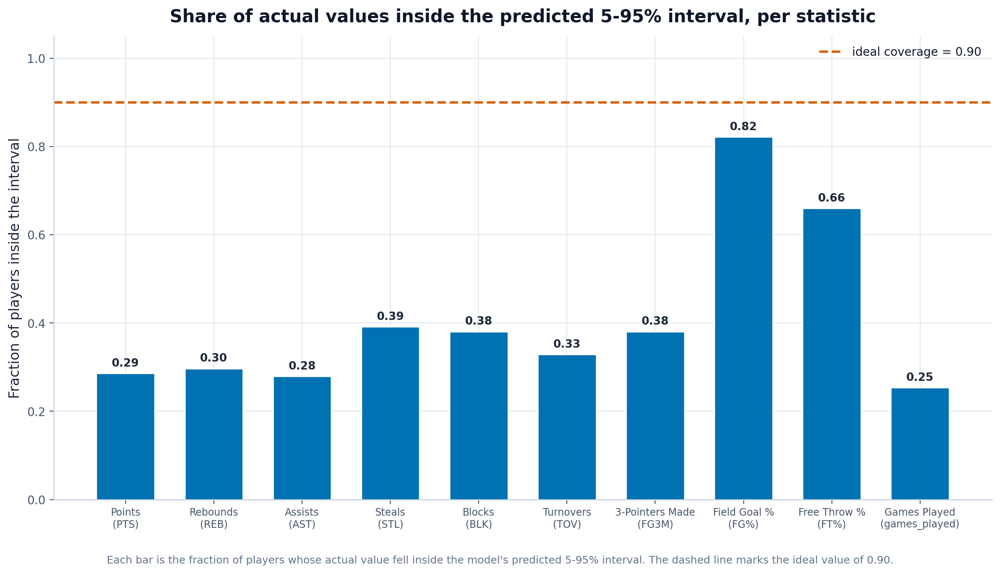 Share of actual values inside the predicted 5-95% interval, per statistic
ideal coverage = 0.90
Fraction of players inside the interval
1.0
0.8
0.6
0.4
0.2
0.0
0.29
0.30
0.28
0.39
0.38
0.33
0.38
0.82
0.66
0.25
Points
(PTS)
Rebounds
(REB)
Assists
(AST)
Steals
(STL)
Blocks
(BLK)
Turnovers
(TOV)
3-Pointers Made
(FG3M)
Field Goal %
(FG%)
Free Throw %
(FT%)
Games Played
(games_played)
Each bar is the fraction of players whose actual value fell inside the model's predicted 5-95% interval. The dashed line marks the ideal value of 0.90.